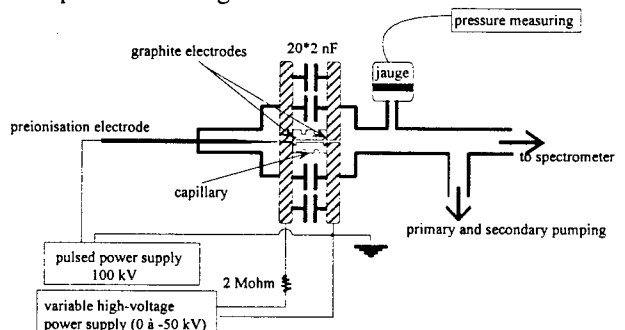 pressure measuring
20*2 nF
graphite electrodes
jauge
preionisation electrode
to spectrometer
capillary
primary and secondary pumping
pulsed power supply
100 kV
2 Mohm
variable high-voltage
power supply (0 à -50 kV)